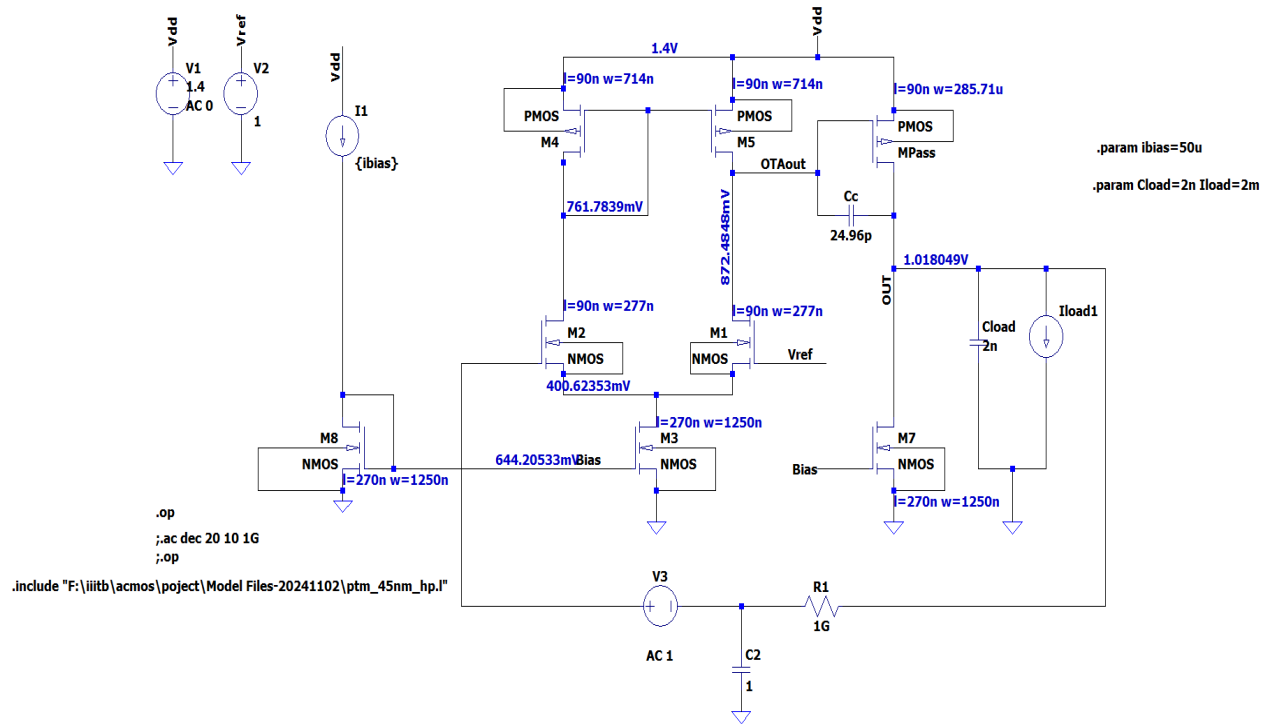 Vdd
Vref
Vdd
Vdd
V1
1.4
AC 0
V2
1
I1
{ibias}
1.4V
l=90n w=714n
l=90n w=714n
l=90n w=285.71u
PMOS
M4
PMOS
M5
PMOS
MPass
OTAout
Cc
24.96p
.param ibias=50u
.param Cload=2n Iload=2m
761.7839mV
872.4848mV
1.018049V
OUT
l=90n w=277n
l=90n w=277n
M2
NMOS
M1
NMOS
Vref
Cload
2n
Iload1
400.62353mV
l=270n w=1250n
M8
NMOS
l=270n w=1250n
644.20533mV
Bias
M3
NMOS
Bias
M7
NMOS
l=270n w=1250n
.op
;.ac dec 20 10 1G
;.op
.include "F:\iiitb\acmos\poject\Model Files-20241102\ptm_45nm_hp.l"
V3
AC 1
R1
1G
C2
1